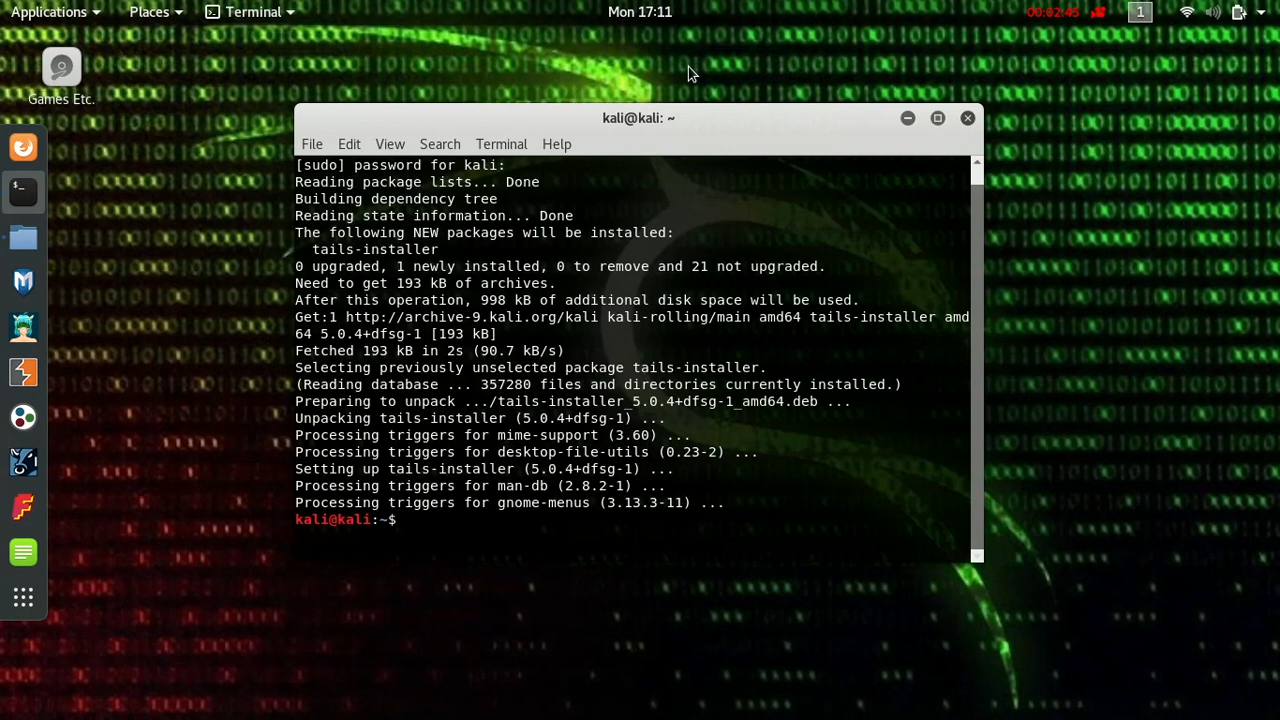 Applications Places Terminal Mon 17:11 00:02:45 1
Games Etc.
kali@kali: ~
File Edit View Search Terminal Help
[sudo] password for kali:
Reading package lists... Done
Building dependency tree
Reading state information... Done
The following NEW packages will be installed:
  tails-installer
0 upgraded, 1 newly installed, 0 to remove and 21 not upgraded.
Need to get 193 kB of archives.
After this operation, 998 kB of additional disk space will be used.
Get:1 http://archive-9.kali.org/kali kali-rolling/main amd64 tails-installer amd
64 5.0.4+dfsg-1 [193 kB]
Fetched 193 kB in 2s (90.7 kB/s)
Selecting previously unselected package tails-installer.
(Reading database ... 357280 files and directories currently installed.)
Preparing to unpack .../tails-installer_5.0.4+dfsg-1_amd64.deb ...
Unpacking tails-installer (5.0.4+dfsg-1) ...
Processing triggers for mime-support (3.60) ...
Processing triggers for desktop-file-utils (0.23-2) ...
Setting up tails-installer (5.0.4+dfsg-1) ...
Processing triggers for man-db (2.8.2-1) ...
Processing triggers for gnome-menus (3.13.3-11) ...
kali@kali:~$